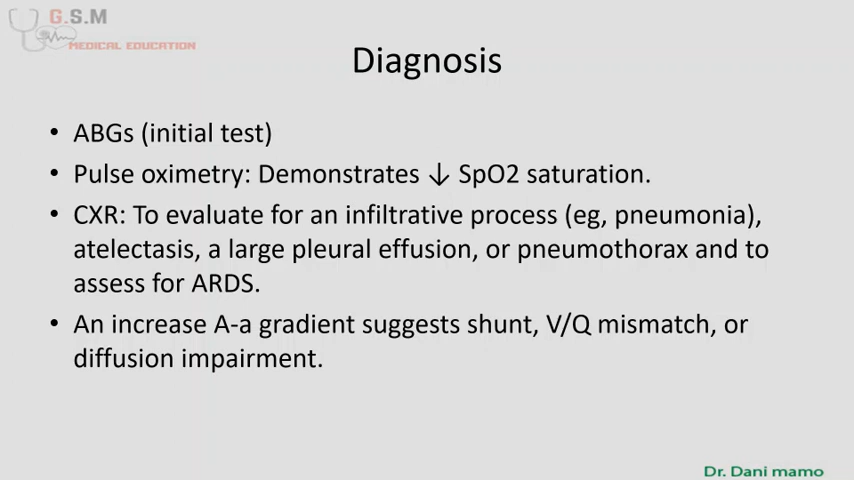 G.S.M
MEDICAL EDUCATION
Diagnosis
• ABGs (initial test)
• Pulse oximetry: Demonstrates ↓ SpO2 saturation.
• CXR: To evaluate for an infiltrative process (eg, pneumonia),
atelectasis, a large pleural effusion, or pneumothorax and to
assess for ARDS.
• An increase A-a gradient suggests shunt, V/Q mismatch, or
diffusion impairment.
Dr. Dani mamo